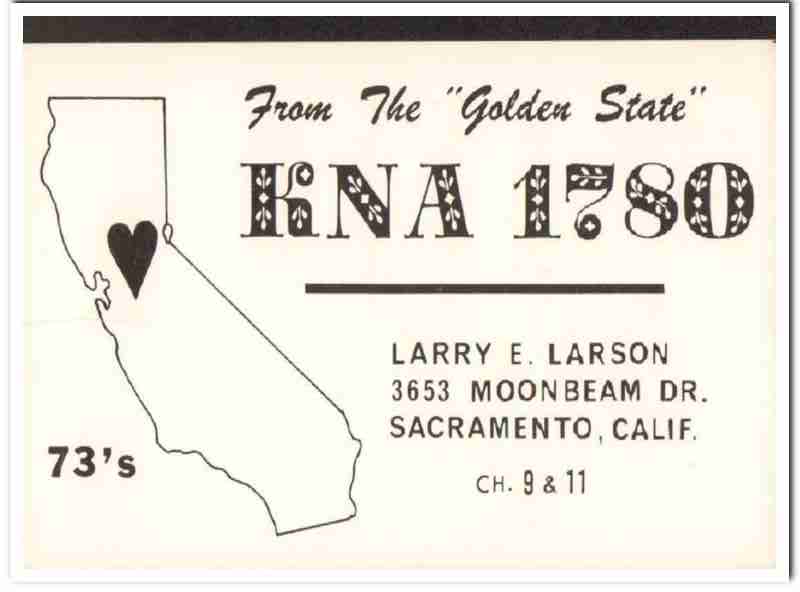 From The "Golden State"
KNA 1780
LARRY E. LARSON
3653 MOONBEAM DR.
SACRAMENTO, CALIF.
CH. 9 & 11
73's